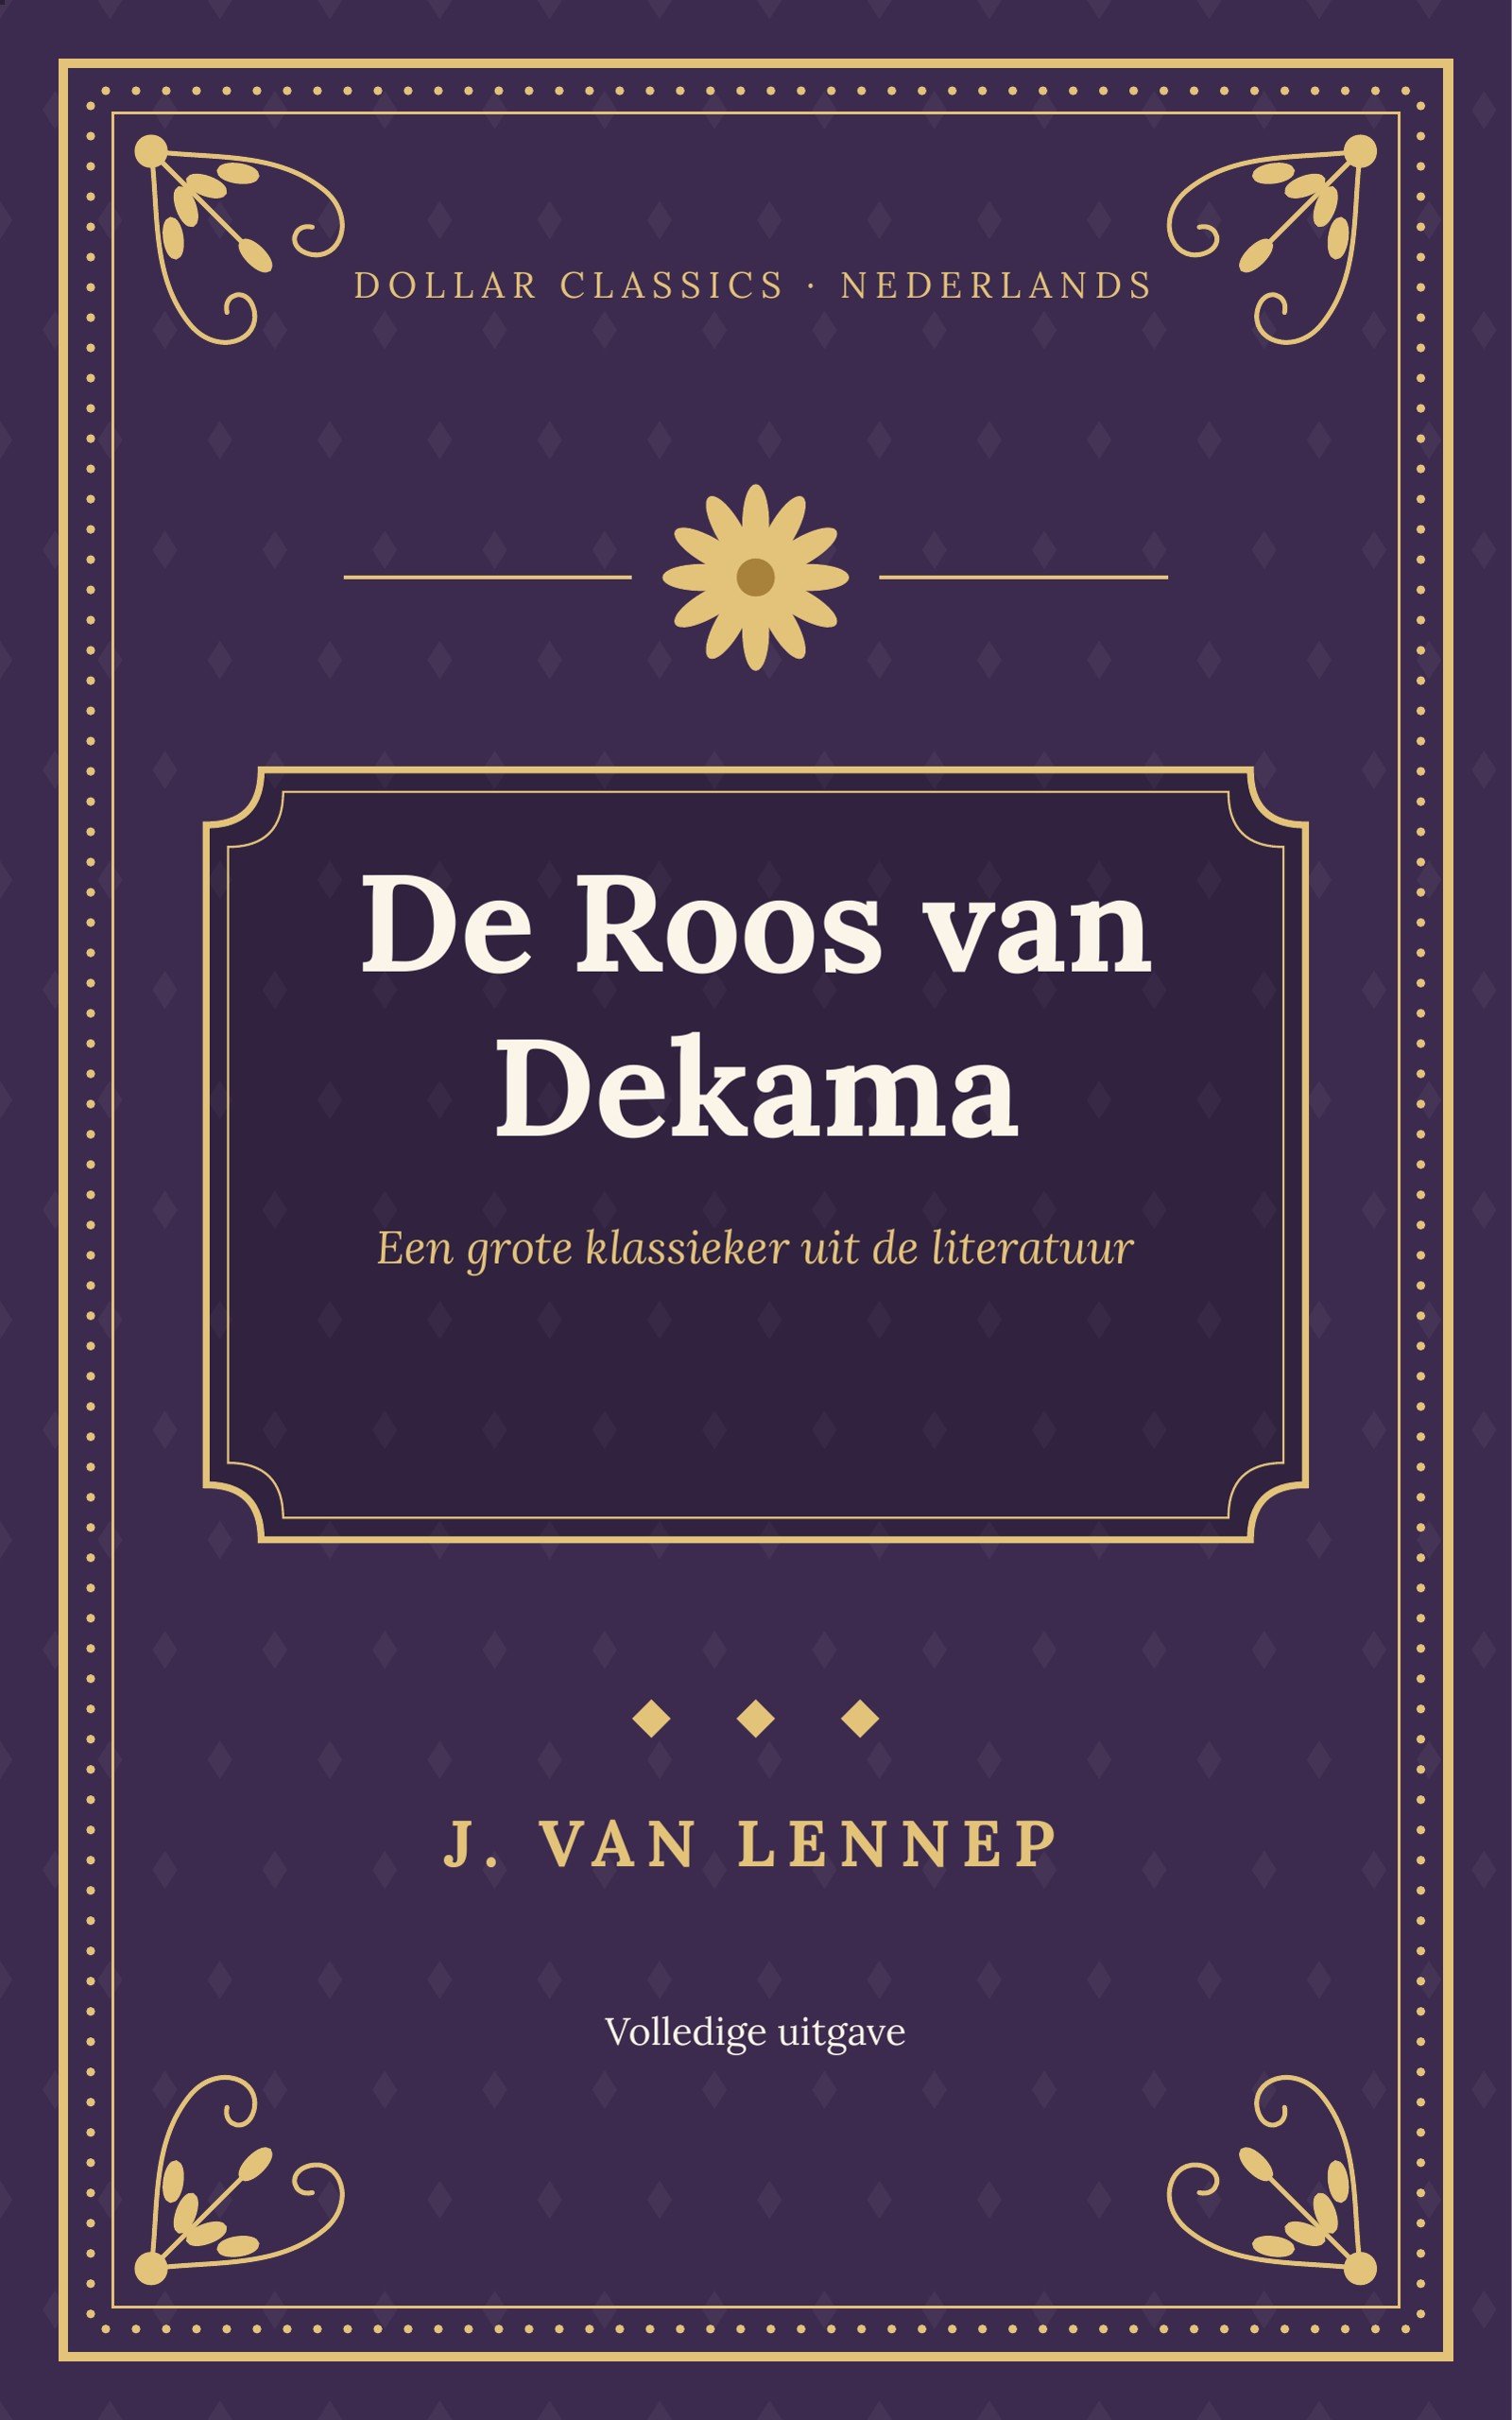 DOLLAR CLASSICS · NEDERLANDS
De Roos van
Dekama
Een grote klassieker uit de literatuur
J. VAN LENNEP
Volledige uitgave